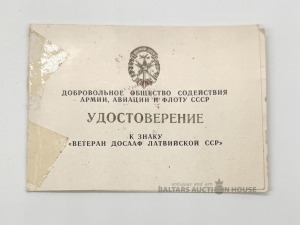 ДОБРОВОЛЬНОЕ ОБЩЕСТВО СОДЕЙСТВИЯ
АРМИИ, АВИАЦИИ И ФЛОТУ СССР
УДОСТОВЕРЕНИЕ
К ЗНАКУ
«ВЕТЕРАН ДОСААФ ЛАТВИЙСКОЙ ССР»
BALTARS AUCTION HOUSE